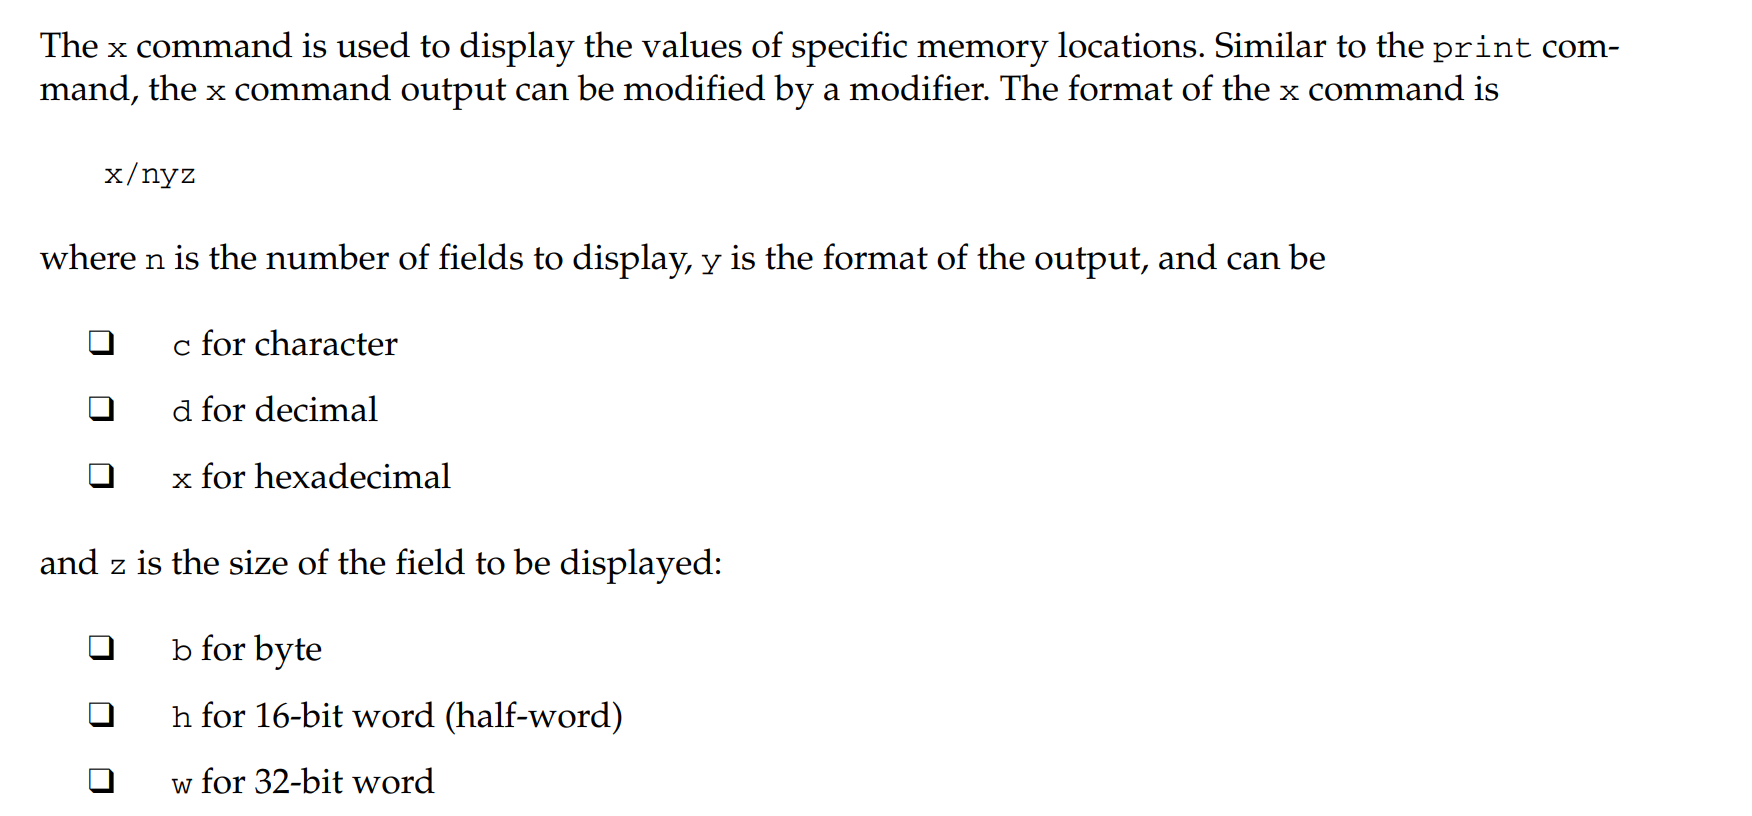 The x command is used to display the values of specific memory locations. Similar to the print com-
mand, the x command output can be modified by a modifier. The format of the x command is
x/nyz
where n is the number of fields to display, y is the format of the output, and can be
❑ c for character
❑ d for decimal
❑ x for hexadecimal
and z is the size of the field to be displayed:
❑ b for byte
❑ h for 16-bit word (half-word)
❑ w for 32-bit word